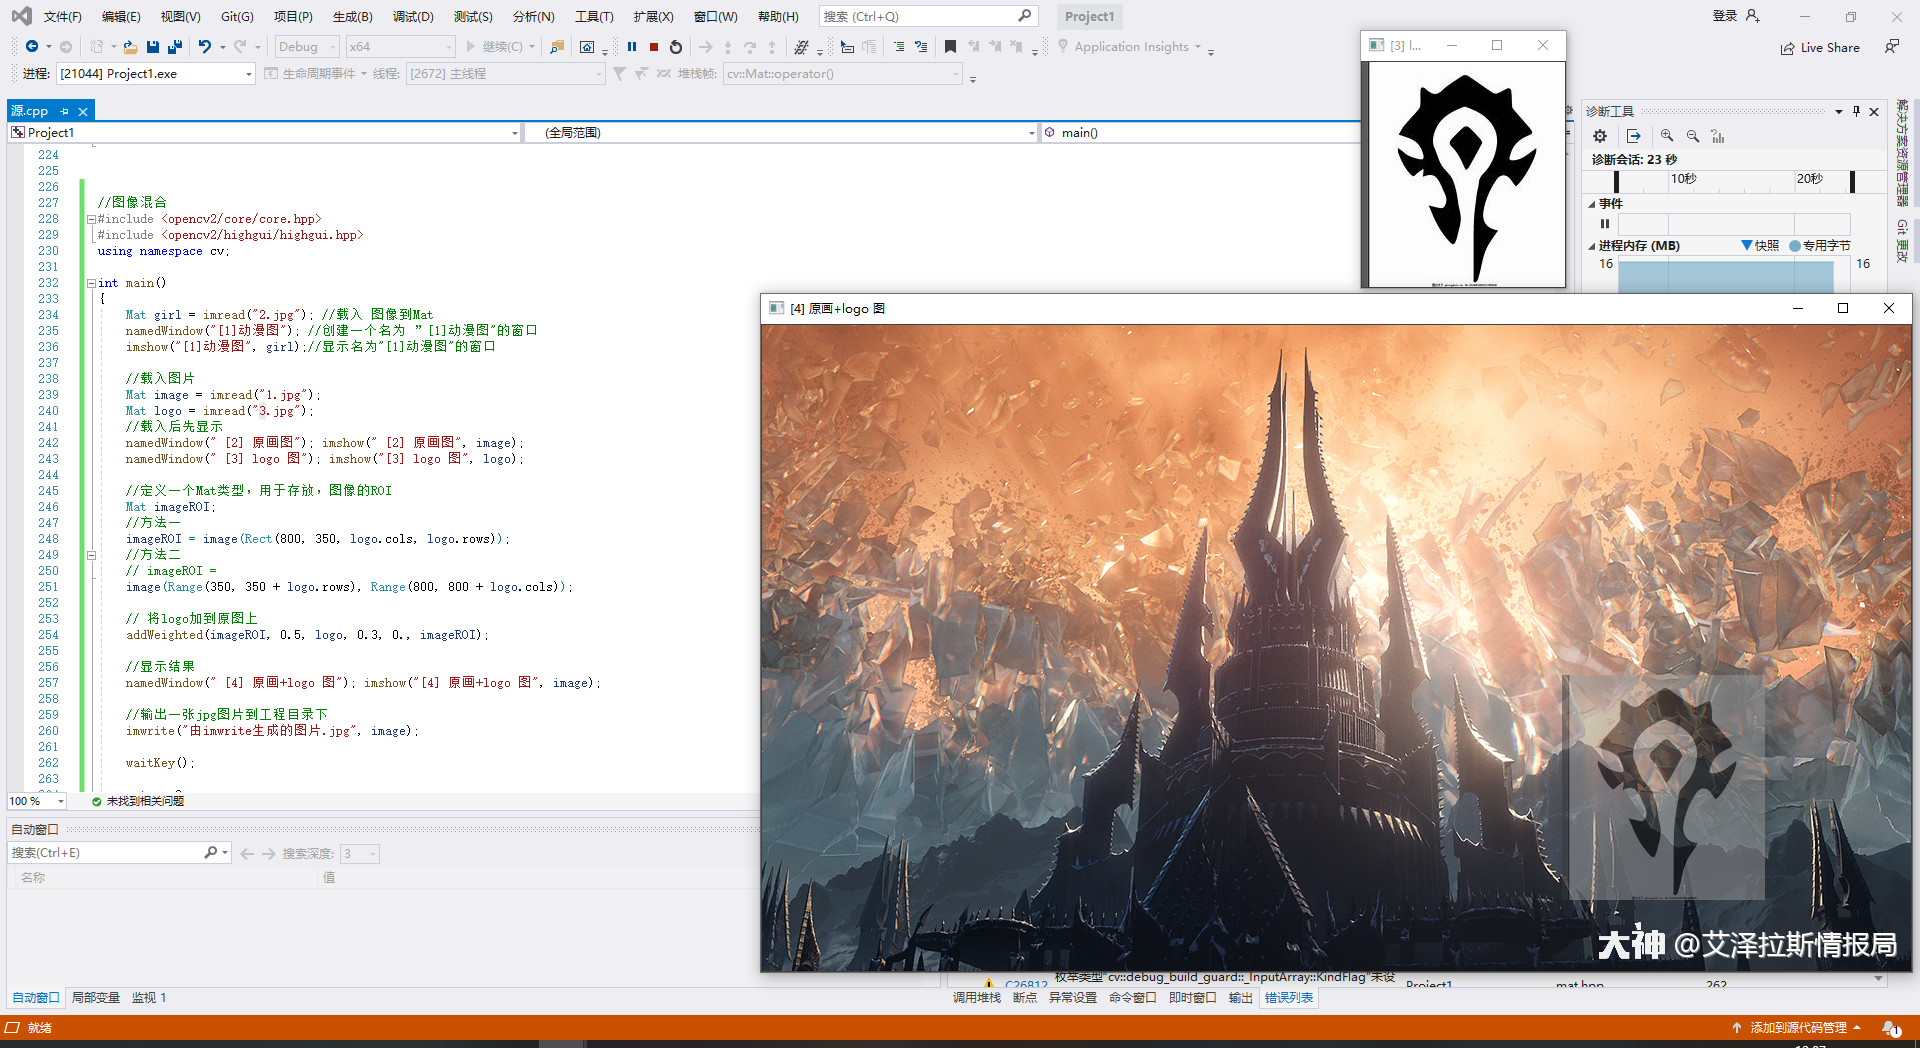 文件(F) 编辑(E) 视图(V) Git(G) 项目(P) 生成(B) 调试(D) 测试(S) 分析(N) 工具(T) 扩展(X) 窗口(W) 帮助(H) 搜索 (Ctrl+Q) Project1 登录
Debug x64 继续(C) Application Insights Live Share
进程: [21044] Project1.exe 生命周期事件 线程: [2672] 主线程 堆栈帧: cv::Mat::operator()
源.cpp
Project1 (全局范围) main()
224
225
226
227 //图像混合
228 #include <opencv2/core/core.hpp>
229 #include <opencv2/highgui/highgui.hpp>
230 using namespace cv;
231
232 int main()
233 {
234 Mat girl = imread("2.jpg"); //载入 图像到Mat
235 namedWindow("[1]动漫图"); //创建一个名为 ”[1]动漫图"的窗口
236 imshow("[1]动漫图", girl);//显示名为"[1]动漫图"的窗口
237
238 //载入图片
239 Mat image = imread("1.jpg");
240 Mat logo = imread("3.jpg");
241 //载入后先显示
242 namedWindow(" [2] 原画图"); imshow(" [2] 原画图", image);
243 namedWindow(" [3] logo 图"); imshow("[3] logo 图", logo);
244
245 //定义一个Mat类型，用于存放，图像的ROI
246 Mat imageROI;
247 //方法一
248 imageROI = image(Rect(800, 350, logo.cols, logo.rows));
249 //方法二
250 // imageROI =
251 image(Range(350, 350 + logo.rows), Range(800, 800 + logo.cols));
252
253 // 将logo加到原图上
254 addWeighted(imageROI, 0.5, logo, 0.3, 0., imageROI);
255
256 //显示结果
257 namedWindow(" [4] 原画+logo 图"); imshow("[4] 原画+logo 图", image);
258
259 //输出一张jpg图片到工程目录下
260 imwrite("由imwrite生成的图片.jpg", image);
261
262 waitKey();
263
100 % 未找到相关问题
[3] l...
诊断工具
诊断会话: 23 秒
10秒 20秒
事件
进程内存 (MB) 快照 专用字节
16 16
解决方案资源管理器
Git 更改
[4] 原画+logo 图
大神 @艾泽拉斯情报局
自动窗口
搜索(Ctrl+E) 搜索深度: 3
名称 值
自动窗口 局部变量 监视 1
C26812 枚举类型"cv::debug_build_guard::_InputArray::KindFlag"未设 Project1 mat.hpp 262
调用堆栈 断点 异常设置 命令窗口 即时窗口 输出 错误列表
就绪 添加到源代码管理 1